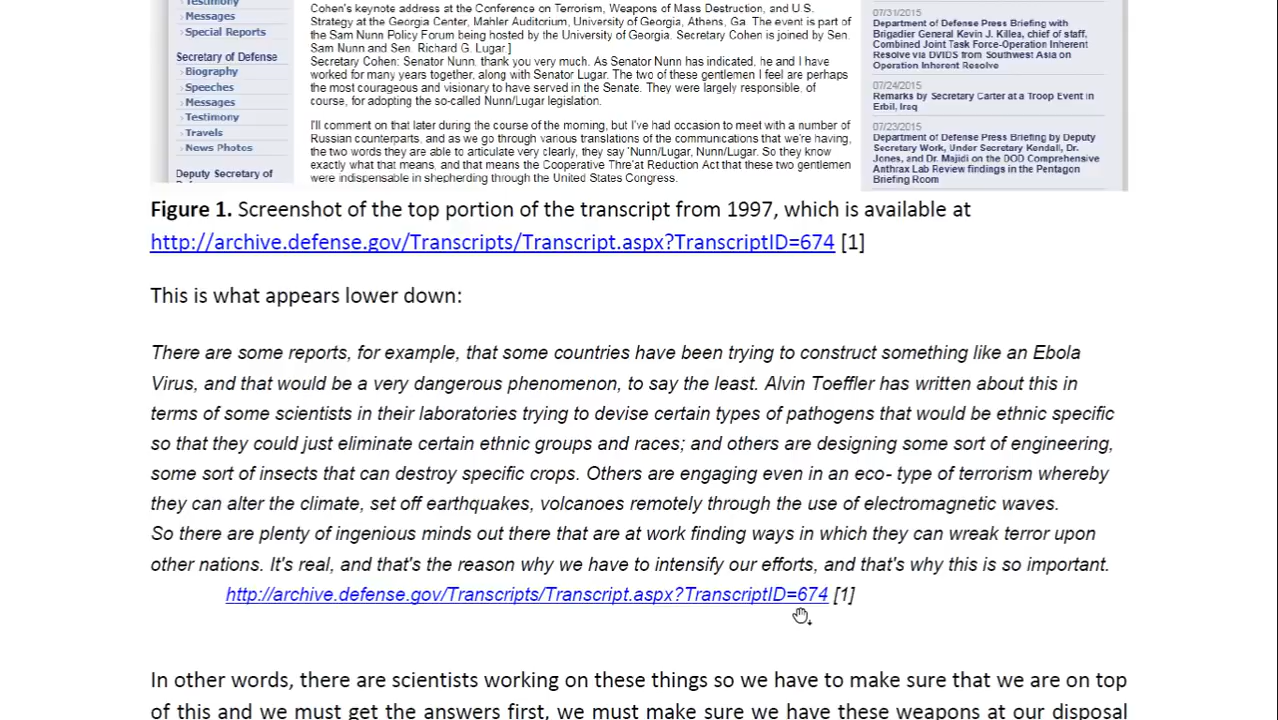 Testimony
Messages
Special Reports
Secretary of Defense
Biography
Speeches
Messages
Testimony
Travels
News Photos
Deputy Secretary of
Cohen's keynote address at the Conference on Terrorism, Weapons of Mass Destruction, and U.S.
Strategy at the Georgia Center, Mahler Auditorium, University of Georgia, Athens, Ga. The event is part of
the Sam Nunn Policy Forum being hosted by the University of Georgia. Secretary Cohen is joined by Sen.
Sam Nunn and Sen. Richard G. Lugar.]
Secretary Cohen: Senator Nunn, thank you very much. As Senator Nunn has indicated, he and I have
worked for many years together, along with Senator Lugar. The two of these gentlemen I feel are perhaps
the most courageous and visionary to have served in the Senate. They were largely responsible, of
course, for adopting the so-called Nunn/Lugar legislation.
I'll comment on that later during the course of the morning, but I've had occasion to meet with a number of
Russian counterparts, and as we go through various translations of the communications that we're having,
the two words they are able to articulate very clearly, they say 'Nunn/Lugar, Nunn/Lugar. So they know
exactly what that means, and that means the Cooperative Thre'at Reduction Act that these two gentlemen
were indispensable in shepherding through the United States Congress.
07/31/2015
Department of Defense Press Briefing with
Brigadier General Kevin J. Killea, chief of staff,
Combined Joint Task Force-Operation Inherent
Resolve via DVIDS from Southwest Asia on
Operation Inherent Resolve
07/24/2015
Remarks by Secretary Carter at a Troop Event in
Erbil, Iraq
07/23/2015
Department of Defense Press Briefing by Deputy
Secretary Work, Under Secretary Kendall, Dr.
Jones, and Dr. Majidi on the DOD Comprehensive
Anthrax Lab Review findings in the Pentagon
Briefing Room
Figure 1. Screenshot of the top portion of the transcript from 1997, which is available at
http://archive.defense.gov/Transcripts/Transcript.aspx?TranscriptID=674 [1]
This is what appears lower down:
There are some reports, for example, that some countries have been trying to construct something like an Ebola
Virus, and that would be a very dangerous phenomenon, to say the least. Alvin Toeffler has written about this in
terms of some scientists in their laboratories trying to devise certain types of pathogens that would be ethnic specific
so that they could just eliminate certain ethnic groups and races; and others are designing some sort of engineering,
some sort of insects that can destroy specific crops. Others are engaging even in an eco- type of terrorism whereby
they can alter the climate, set off earthquakes, volcanoes remotely through the use of electromagnetic waves.
So there are plenty of ingenious minds out there that are at work finding ways in which they can wreak terror upon
other nations. It's real, and that's the reason why we have to intensify our efforts, and that's why this is so important.
http://archive.defense.gov/Transcripts/Transcript.aspx?TranscriptID=674 [1]
In other words, there are scientists working on these things so we have to make sure that we are on top
of this and we must get the answers first, we must make sure we have these weapons at our disposal